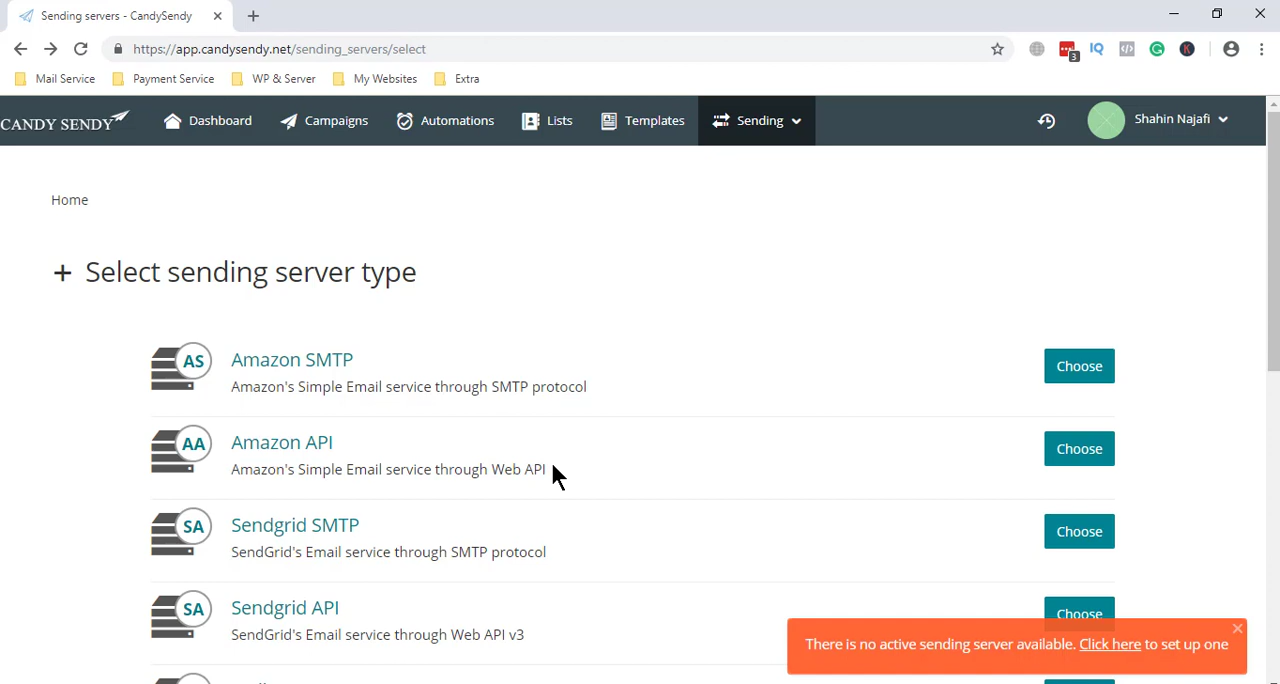 Sending servers - CandySendy
https://app.candysendy.net/sending_servers/select
3
IQ
K
Mail Service
Payment Service
WP & Server
My Websites
Extra
CANDY SENDY
Dashboard
Campaigns
Automations
Lists
Templates
Sending
Shahin Najafi
Home
+ Select sending server type
AS
Amazon SMTP
Amazon's Simple Email service through SMTP protocol
Choose
AA
Amazon API
Amazon's Simple Email service through Web API
Choose
SA
Sendgrid SMTP
SendGrid's Email service through SMTP protocol
Choose
SA
Sendgrid API
SendGrid's Email service through Web API v3
Choose
There is no active sending server available. Click here to set up one